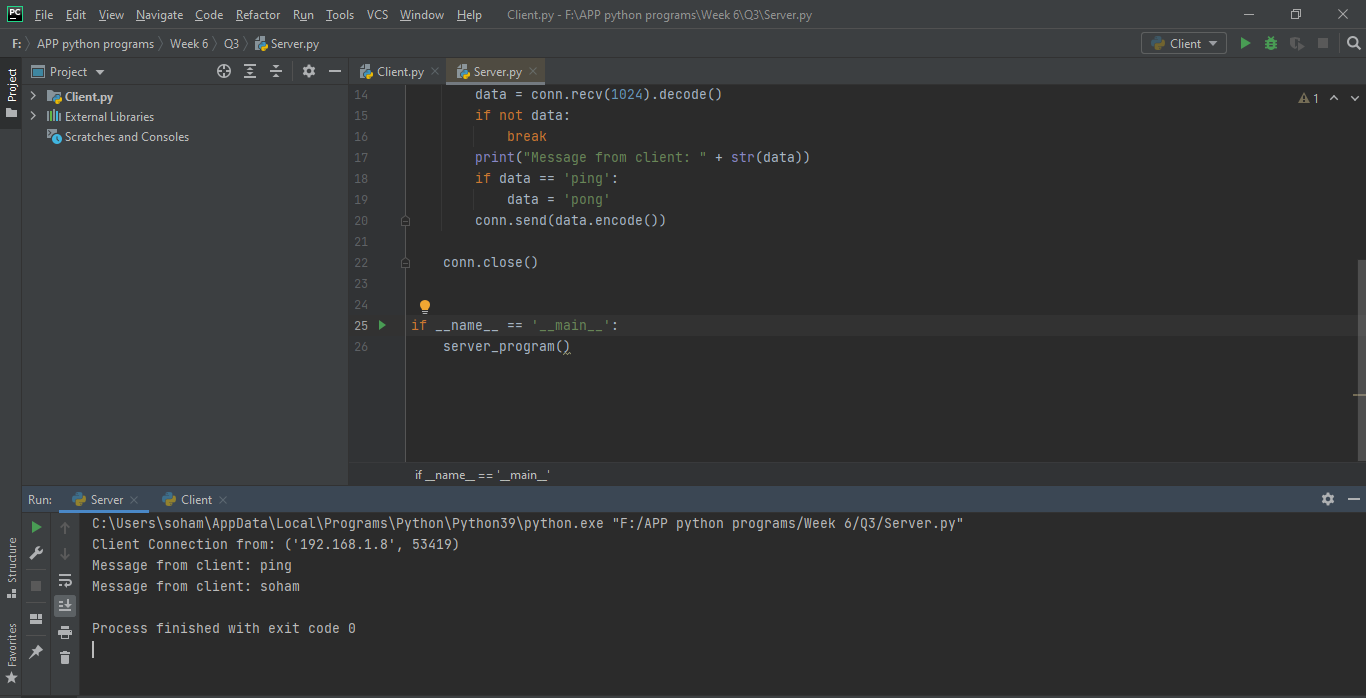 PC File Edit View Navigate Code Refactor Run Tools VCS Window Help Client.py - F:\APP python programs\Week 6\Q3\Server.py
F: APP python programs Week 6 Q3 Server.py Client
Project
Project
Client.py
External Libraries
Scratches and Consoles
Client.py Server.py
1
14 data = conn.recv(1024).decode()
15 if not data:
16 break
17 print("Message from client: " + str(data))
18 if data == 'ping':
19 data = 'pong'
20 conn.send(data.encode())
21
22 conn.close()
23
24
25 if __name__ == '__main__':
26 server_program()
if __name__ == '__main__'
Run: Server Client
C:\Users\soham\AppData\Local\Programs\Python\Python39\python.exe "F:/APP python programs/Week 6/Q3/Server.py"
Client Connection from: ('192.168.1.8', 53419)
Message from client: ping
Message from client: soham
Process finished with exit code 0
Structure
Favorites